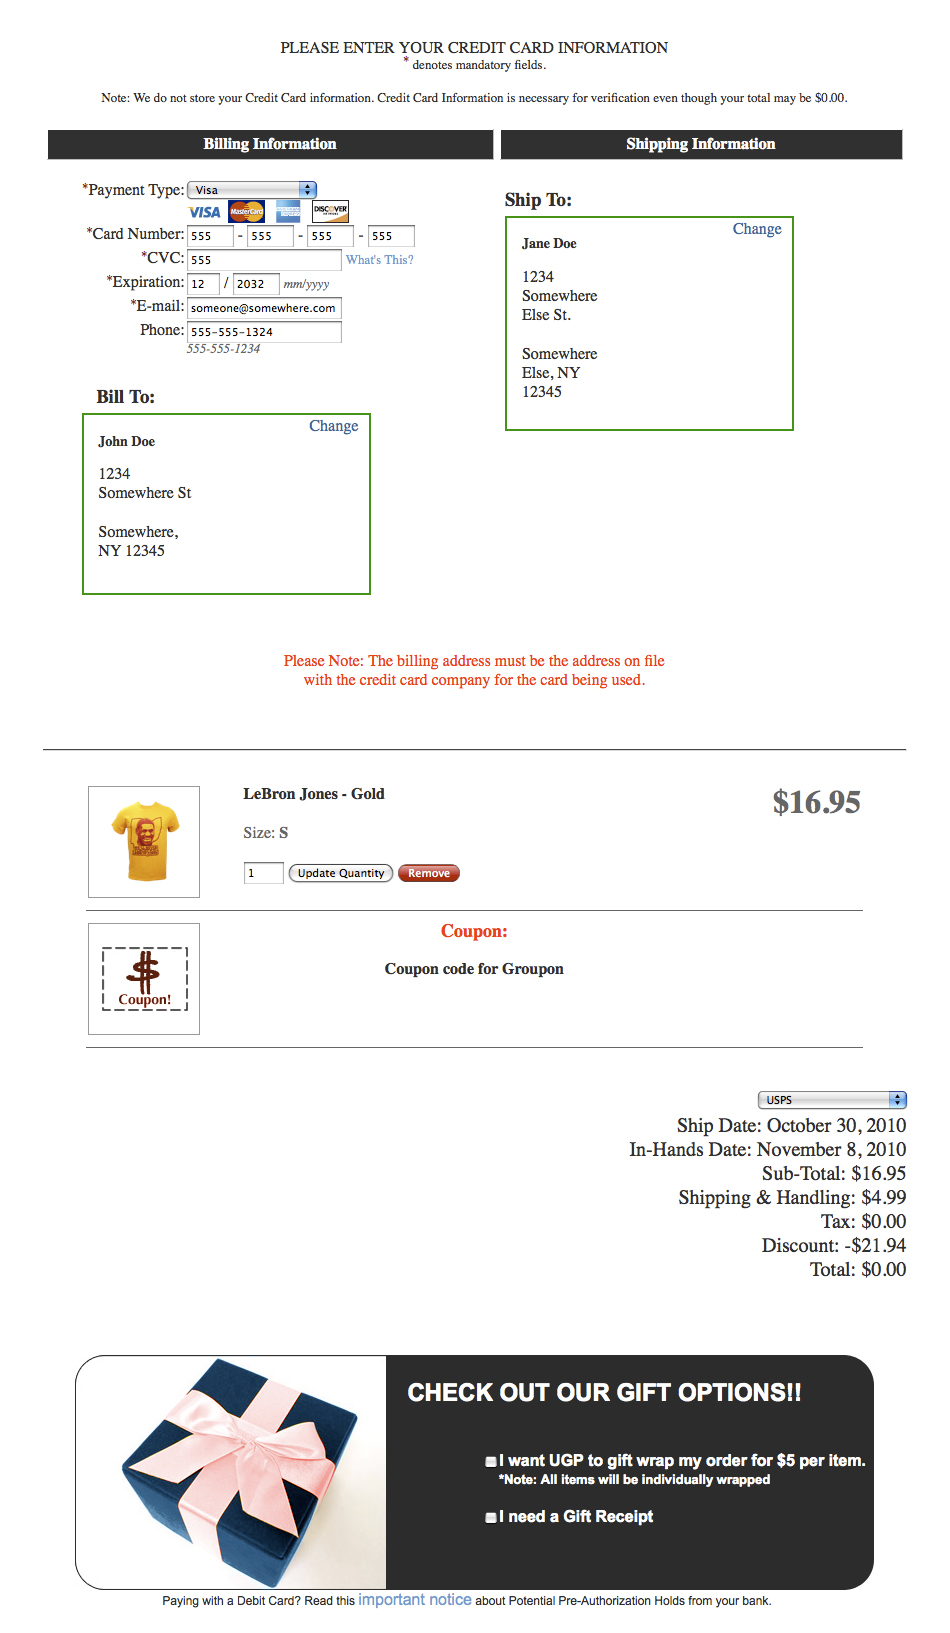 PLEASE ENTER YOUR CREDIT CARD INFORMATION
* denotes mandatory fields.
Note: We do not store your Credit Card information. Credit Card Information is necessary for verification even though your total may be $0.00.
Billing Information
*Payment Type: Visa
VISA MasterCard AMERICAN EXPRESS DISCOVER
*Card Number: 555 - 555 - 555 - 555
*CVC: 555 What's This?
*Expiration: 12 / 2032 mm/yyyy
*E-mail: someone@somewhere.com
Phone: 555-555-1324
555-555-1234
Bill To:
Change
John Doe
1234
Somewhere St
Somewhere,
NY 12345
Shipping Information
Ship To:
Change
Jane Doe
1234
Somewhere
Else St.
Somewhere
Else, NY
12345
Please Note: The billing address must be the address on file
with the credit card company for the card being used.
LeBron Jones - Gold
$16.95
Size: S
1 Update Quantity Remove
$
Coupon!
Coupon:
Coupon code for Groupon
USPS
Ship Date: October 30, 2010
In-Hands Date: November 8, 2010
Sub-Total: $16.95
Shipping & Handling: $4.99
Tax: $0.00
Discount: -$21.94
Total: $0.00
CHECK OUT OUR GIFT OPTIONS!!
I want UGP to gift wrap my order for $5 per item.
*Note: All items will be individually wrapped
I need a Gift Receipt
Paying with a Debit Card? Read this important notice about Potential Pre-Authorization Holds from your bank.